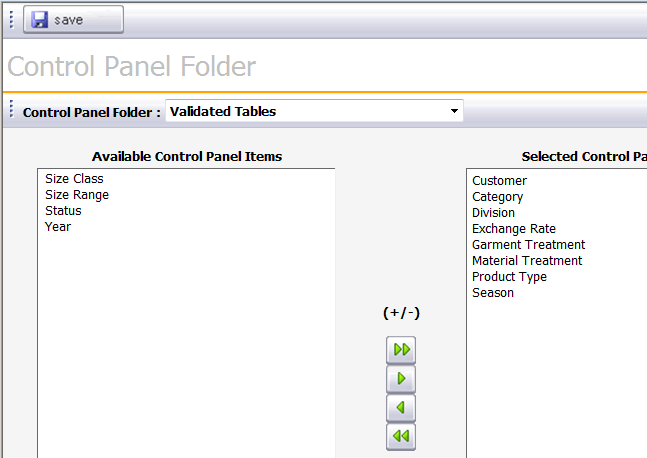 save
Control Panel Folder
Control Panel Folder : Validated Tables
Available Control Panel Items
Size Class
Size Range
Status
Year
(+/-)
Selected Control Pa
Customer
Category
Division
Exchange Rate
Garment Treatment
Material Treatment
Product Type
Season